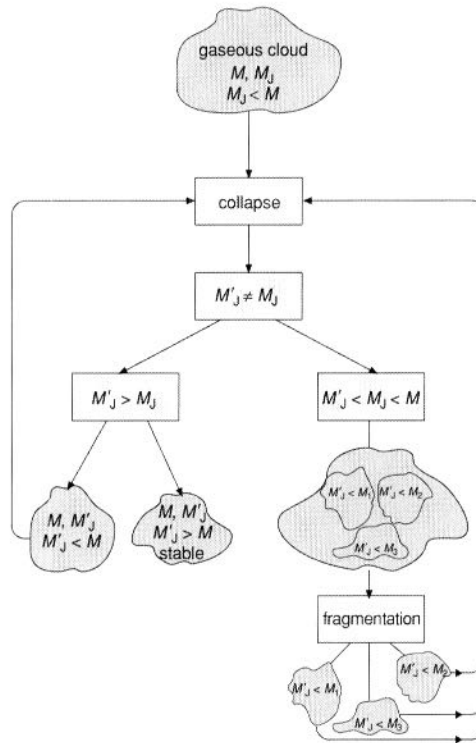 gaseous cloud
M, M_J
M_J < M
collapse
M'_J ≠ M_J
M'_J > M_J
M'_J < M_J < M
M, M'_J
M'_J < M
M, M'_J
M'_J > M
stable
M'_J < M_1
M'_J < M_2
M'_J < M_3
fragmentation
M'_J < M_1
M'_J < M_2
M'_J < M_3